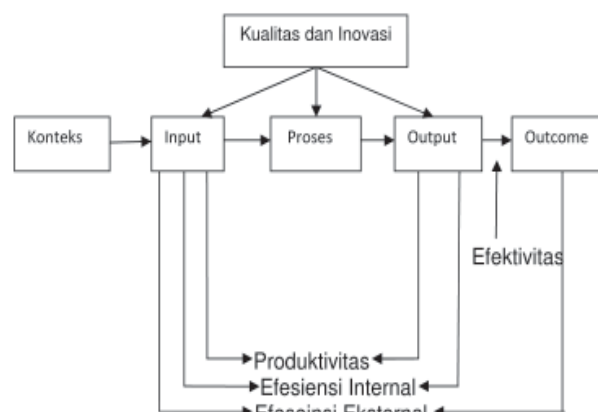 Kualitas dan Inovasi
Konteks
Input
Proses
Output
Outcome
Efektivitas
Produktivitas
Efesiensi Internal